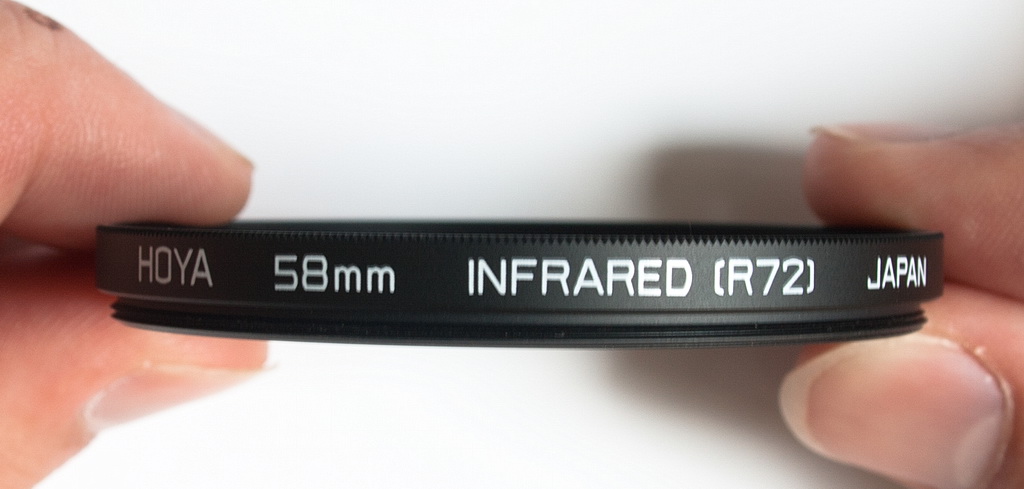 HOYA 58mm INFRARED (R72) JAPAN